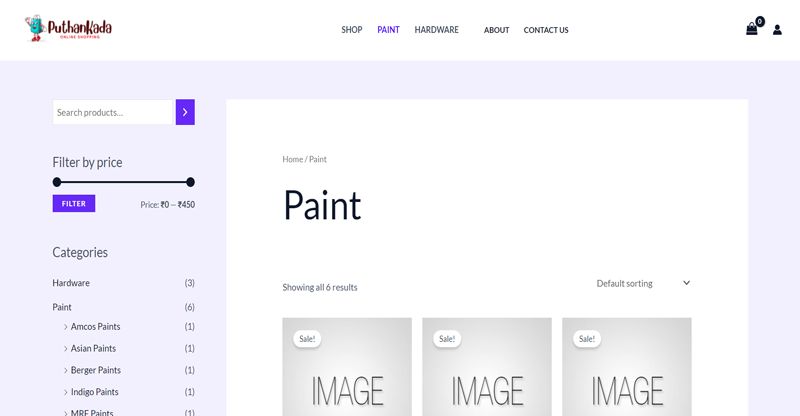 PuthanKada
ONLINE SHOPPING
SHOP PAINT HARDWARE ABOUT CONTACT US
0
Search products...
Filter by price
FILTER Price: ₹0 — ₹450
Categories
Hardware (3)
Paint (6)
Amcos Paints (1)
Asian Paints (1)
Berger Paints (1)
Indigo Paints (1)
MRF Paints (1)
Home / Paint
Paint
Showing all 6 results
Default sorting
Sale! Sale! Sale!
IMAGE IMAGE IMAGE